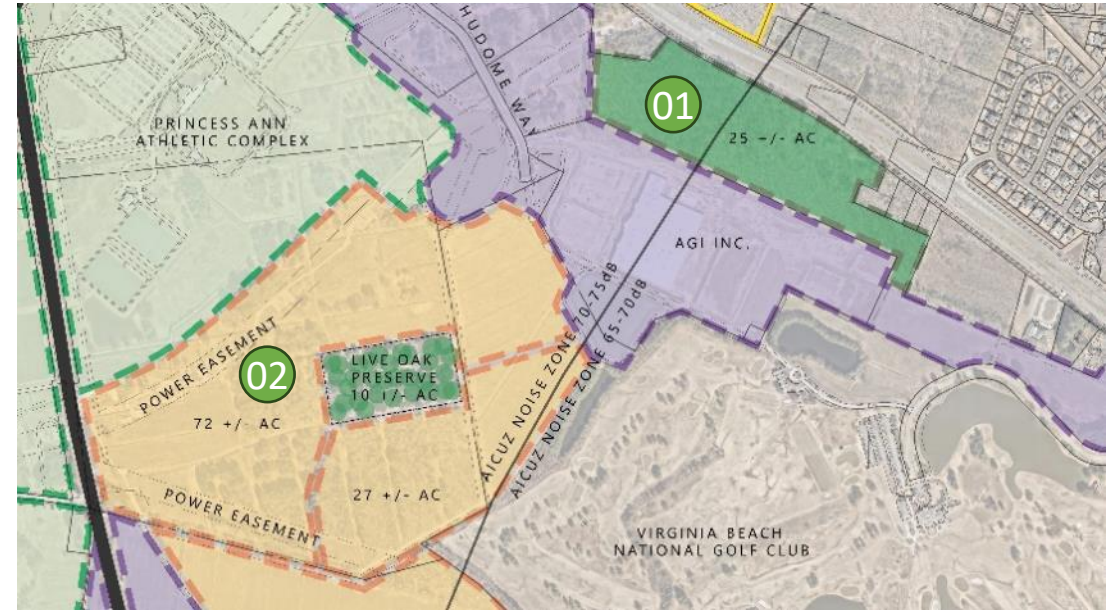 HUDOME WAY
01
PRINCESS ANN
ATHLETIC COMPLEX
25 +/- AC
AGI INC.
AICUZ NOISE ZONE 70-75dB
AICUZ NOISE ZONE 65-70dB
POWER EASEMENT
02
LIVE OAK
PRESERVE
10 +/- AC
72 +/- AC
27 +/- AC
POWER EASEMENT
VIRGINIA BEACH
NATIONAL GOLF CLUB